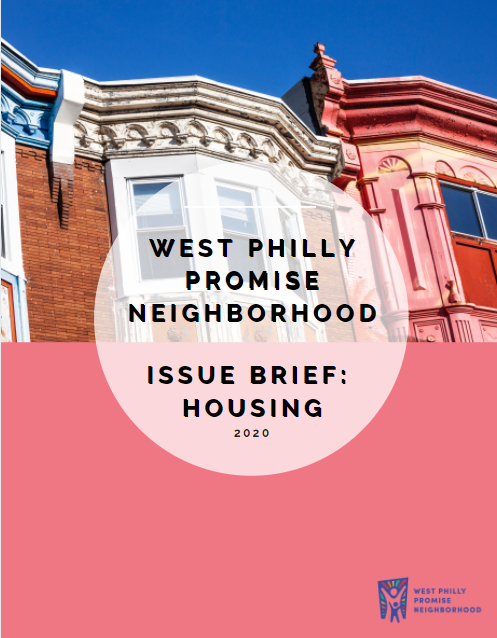 WEST PHILLY
PROMISE
NEIGHBORHOOD
ISSUE BRIEF:
HOUSING
2020
WEST PHILLY
PROMISE
NEIGHBORHOOD